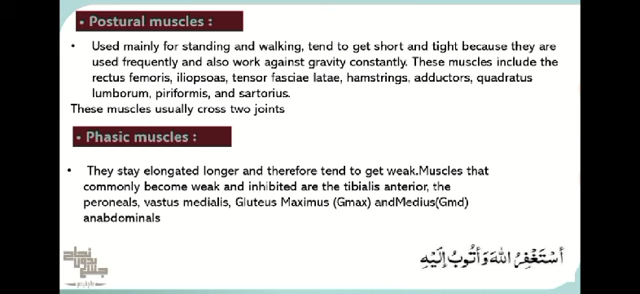 • Postural muscles :
• Used mainly for standing and walking, tend to get short and tight because they are
used frequently and also work against gravity constantly. These muscles include the
rectus femoris, iliopsoas, tensor fasciae latae, hamstrings, adductors, quadratus
lumborum, piriformis, and sartorius.
These muscles usually cross two joints
• Phasic muscles :
• They stay elongated longer and therefore tend to get weak.Muscles that
commonly become weak and inhibited are the tibialis anterior, the
peroneals, vastus medialis, Gluteus Maximus (Gmax) andMedius(Gmd)
anabdominals
أَسْتَغْفِرُ اللهَ وَأَتُوبُ إِلَيْهِ